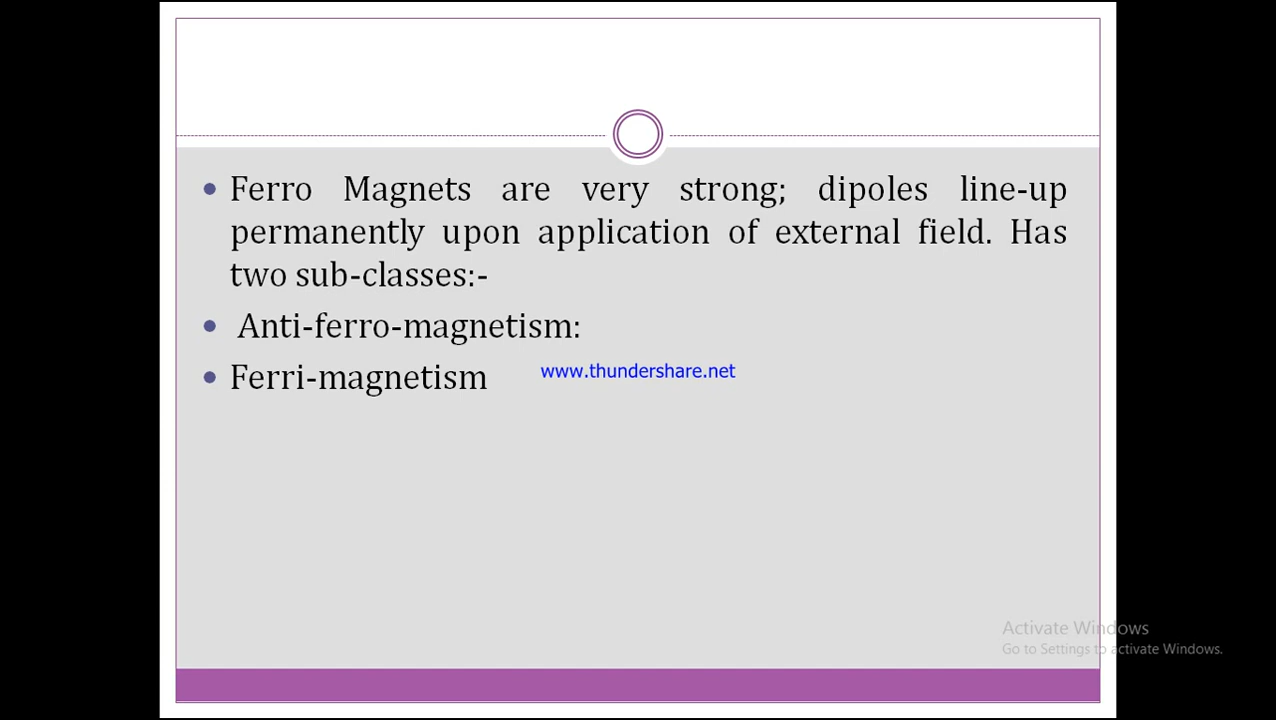 Ferro Magnets are very strong; dipoles line-up
permanently upon application of external field. Has
two sub-classes:-
Anti-ferro-magnetism:
Ferri-magnetism
www.thundershare.net
Activate Windows
Go to Settings to activate Windows.